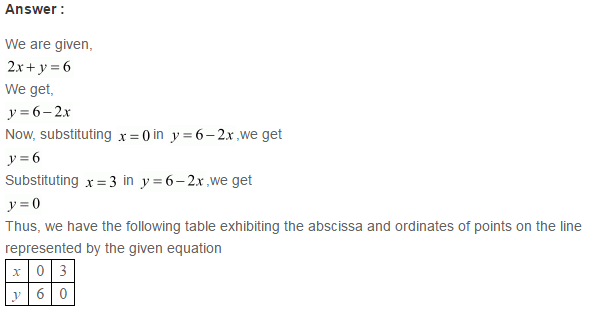 Answer :
We are given,
2x + y = 6
We get,
y = 6 – 2x
Now, substituting x = 0 in y = 6 – 2x ,we get
y = 6
Substituting x = 3 in y = 6 – 2x ,we get
y = 0
Thus, we have the following table exhibiting the abscissa and ordinates of points on the line
represented by the given equation
x 0 3
y 6 0